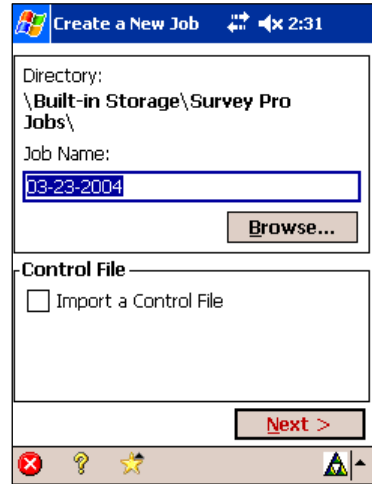 Create a New Job 2:31
Directory:
\Built-in Storage\Survey Pro
Jobs\
Job Name:
03-23-2004
Browse...
Control File
Import a Control File
Next >